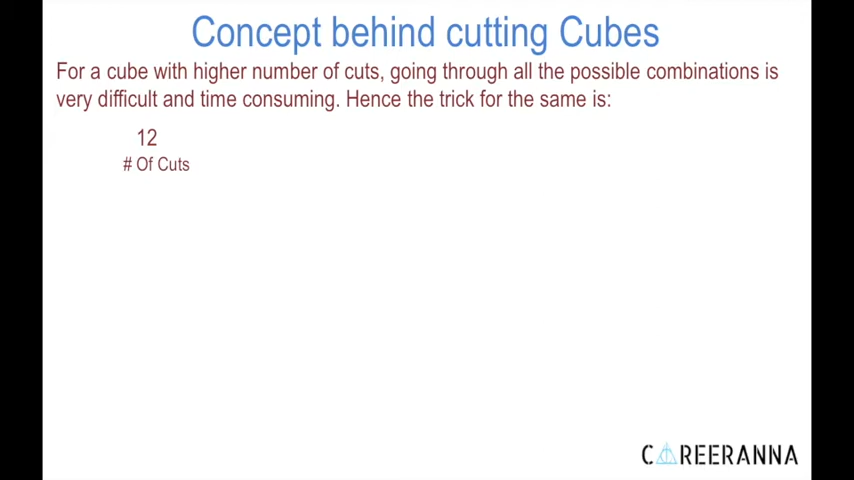 Concept behind cutting Cubes
For a cube with higher number of cuts, going through all the possible combinations is
very difficult and time consuming. Hence the trick for the same is:
12
# Of Cuts
CAREERANNA